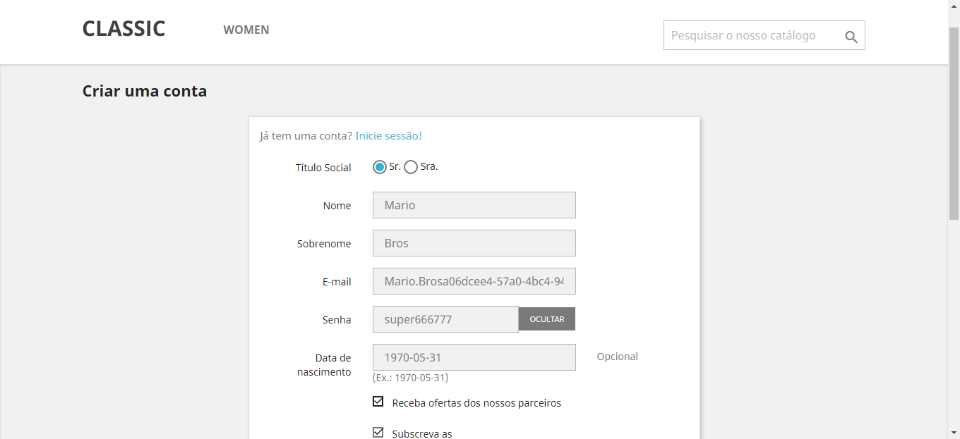 CLASSIC WOMEN
Pesquisar o nosso catálogo
Criar uma conta
Já tem uma conta? Inicie sessão!
Título Social Sr. Sra.
Nome Mario
Sobrenome Bros
E-mail Mario.Brosa06dcee4-57a0-4bc4-94
Senha super666777 OCULTAR
Data de nascimento 1970-05-31 Opcional
(Ex.: 1970-05-31)
Receba ofertas dos nossos parceiros
Subscreva as